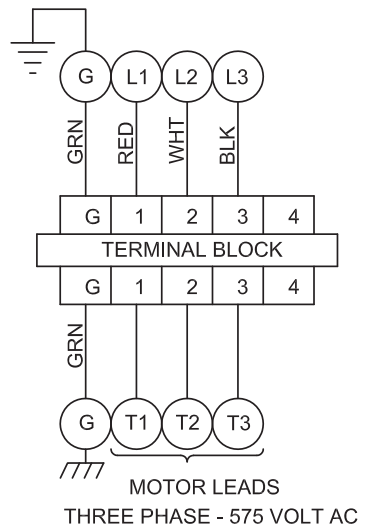 G L1 L2 L3
GRN RED WHT BLK
G 1 2 3 4
TERMINAL BLOCK
G 1 2 3 4
GRN
G T1 T2 T3
MOTOR LEADS
THREE PHASE - 575 VOLT AC